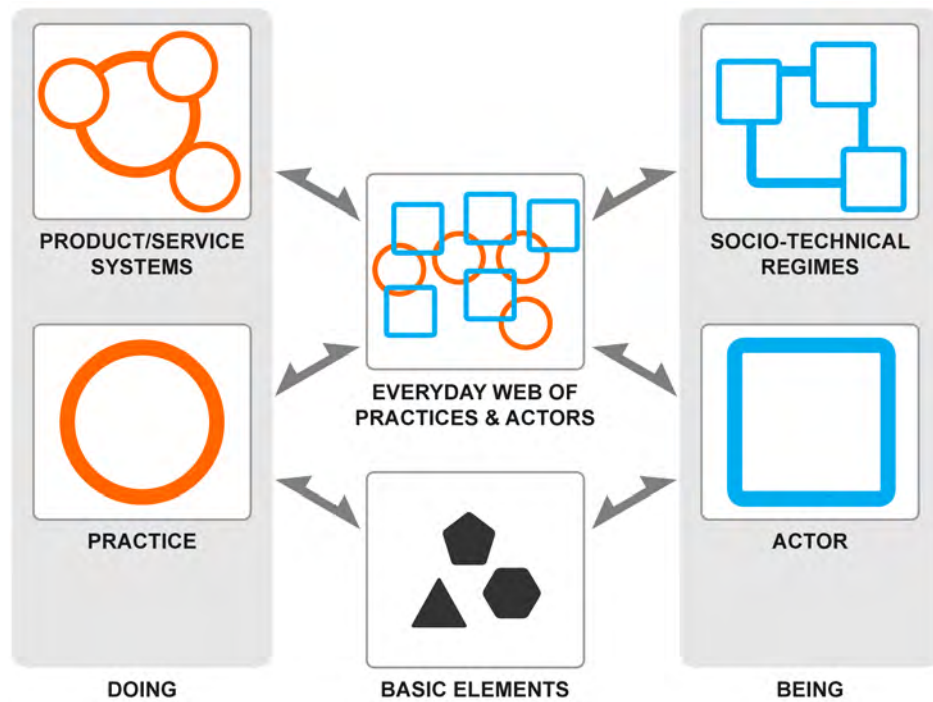 PRODUCT/SERVICE
SYSTEMS
SOCIO-TECHNICAL
REGIMES
EVERYDAY WEB OF
PRACTICES & ACTORS
PRACTICE
ACTOR
DOING
BASIC ELEMENTS
BEING